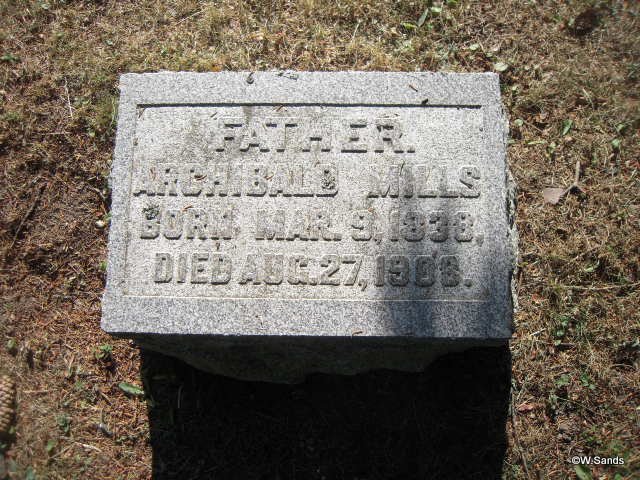 FATHER.
ARCHIBALD MILLS
BORN MAR. 9, 1838,
DIED AUG. 27, 1908.
©W.Sands